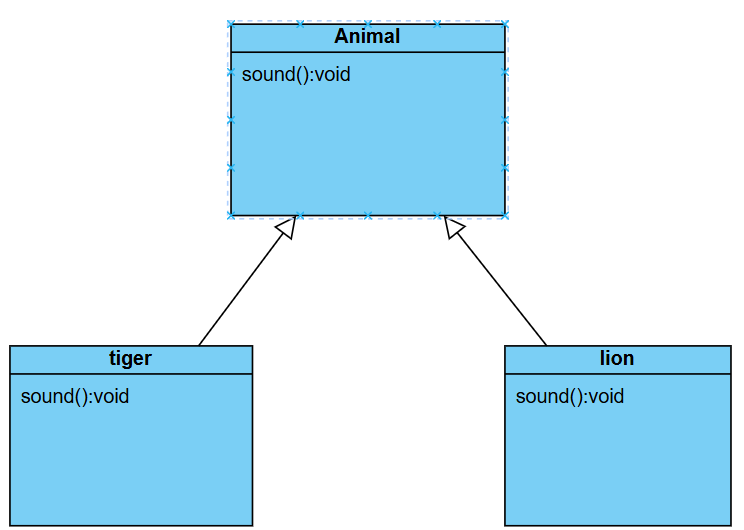 Animal
sound():void
tiger
sound():void
lion
sound():void